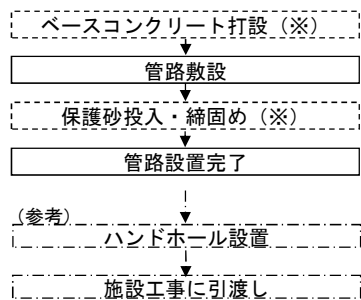 ベースコンクリート打設（※）
管路敷設
保護砂投入・締固め（※）
管路設置完了
(参考)
ハンドホール設置
施設工事に引渡し